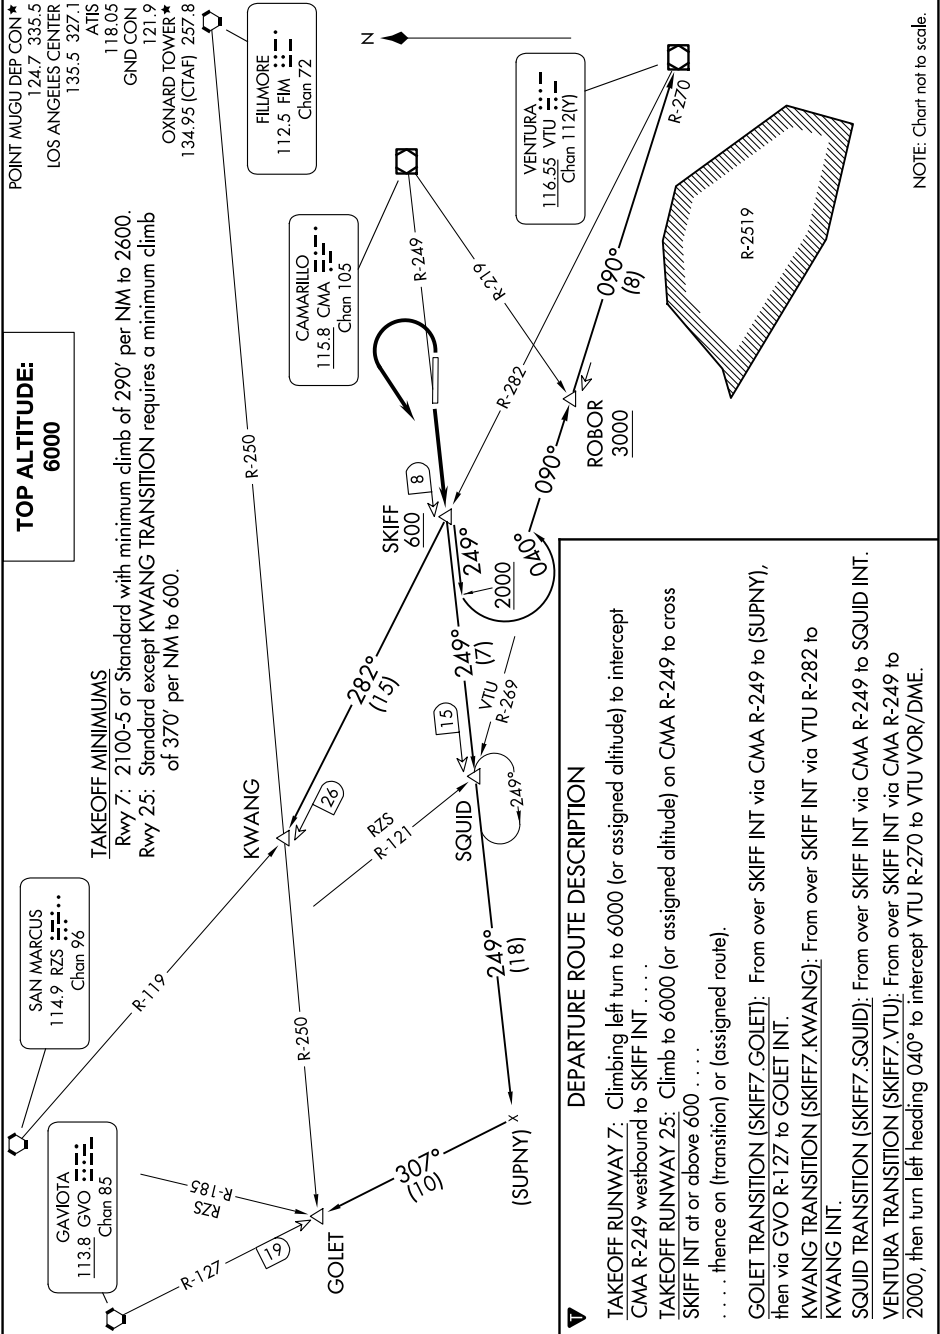 POINT MUGU DEP CON★
124.7 335.5
LOS ANGELES CENTER
135.5 327.1
ATIS
118.05
GND CON
121.9
OXNARD TOWER★
134.95 (CTAF) 257.8
TOP ALTITUDE:
6000
TAKEOFF MINIMUMS
Rwy 7: 2100-5 or Standard with minimum climb of 290' per NM to 2600.
Rwy 25: Standard except KWANG TRANSITION requires a minimum climb
of 370' per NM to 600.
SAN MARCUS
114.9 RZS
Chan 96
GAVIOTA
113.8 GVO
Chan 85
FILLMORE
112.5 FIM
Chan 72
CAMARILLO
115.8 CMA
Chan 105
VENTURA
116.55 VTU
Chan 112(Y)
N
R-119
R-250
R-250
RZS
R-185
R-127
19
GOLET
307°
(10)
(SUPNY)
X
KWANG
26
282°
(15)
RZS
R-121
249°
(18)
SQUID
15
249°
VTU
R-269
249°
(7)
SKIFF
600
8
249°
2000
040°
090°
R-249
R-219
R-282
ROBOR
3000
090°
(8)
R-270
R-2519
NOTE: Chart not to scale.
T
DEPARTURE ROUTE DESCRIPTION
TAKEOFF RUNWAY 7: Climbing left turn to 6000 (or assigned altitude) to intercept
CMA R-249 westbound to SKIFF INT . . . .
TAKEOFF RUNWAY 25: Climb to 6000 (or assigned altitude) on CMA R-249 to cross
SKIFF INT at or above 600 . . . .
. . . . thence on (transition) or (assigned route).
GOLET TRANSITION (SKIFF7.GOLET): From over SKIFF INT via CMA R-249 to (SUPNY),
then via GVO R-127 to GOLET INT.
KWANG TRANSITION (SKIFF7.KWANG): From over SKIFF INT via VTU R-282 to
KWANG INT.
SQUID TRANSITION (SKIFF7.SQUID): From over SKIFF INT via CMA R-249 to SQUID INT.
VENTURA TRANSITION (SKIFF7.VTU): From over SKIFF INT via CMA R-249 to
2000, then turn left heading 040° to intercept VTU R-270 to VTU VOR/DME.